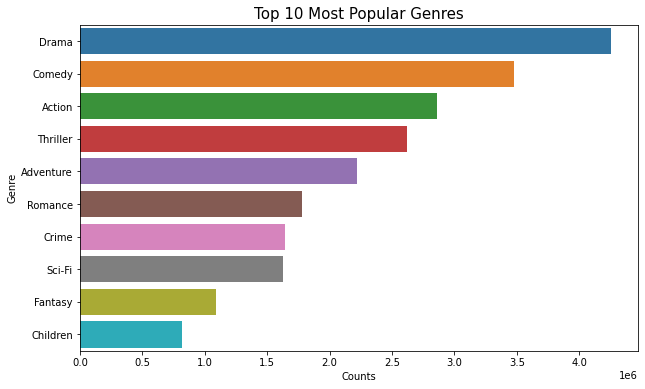 Top 10 Most Popular Genres
Genre
Drama
Comedy
Action
Thriller
Adventure
Romance
Crime
Sci-Fi
Fantasy
Children
0.0 0.5 1.0 1.5 2.0 2.5 3.0 3.5 4.0
1e6
Counts